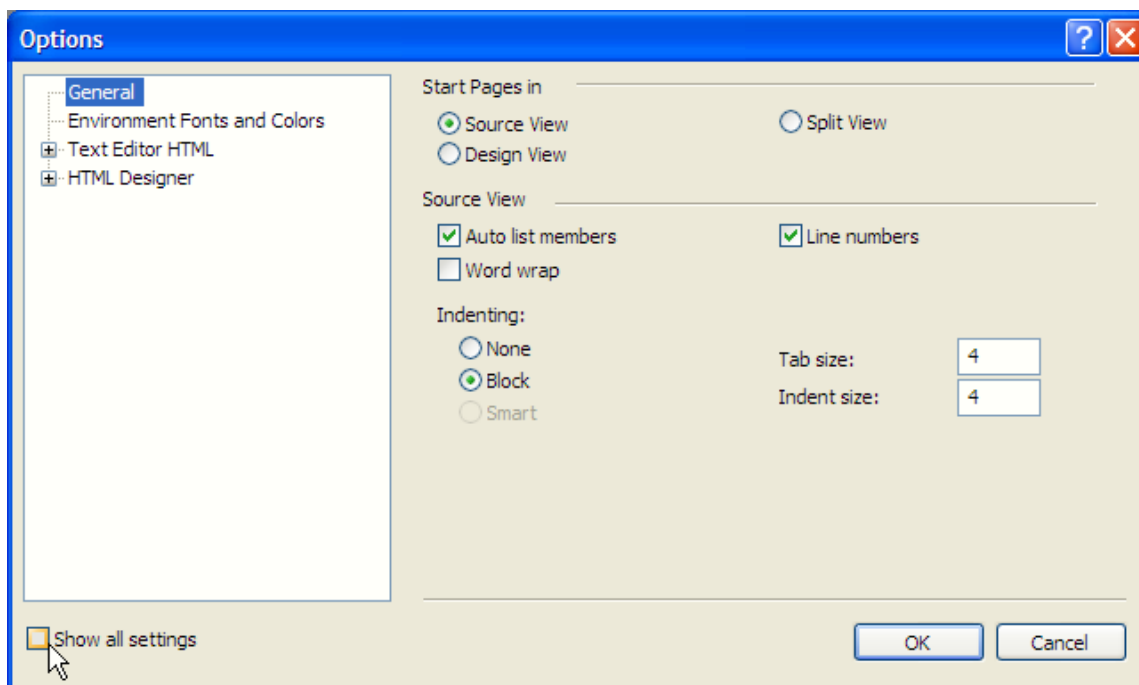 Options
General
Environment Fonts and Colors
Text Editor HTML
HTML Designer
Start Pages in
Source View
Split View
Design View
Source View
Auto list members
Line numbers
Word wrap
Indenting:
None
Block
Smart
Tab size: 4
Indent size: 4
Show all settings
OK
Cancel